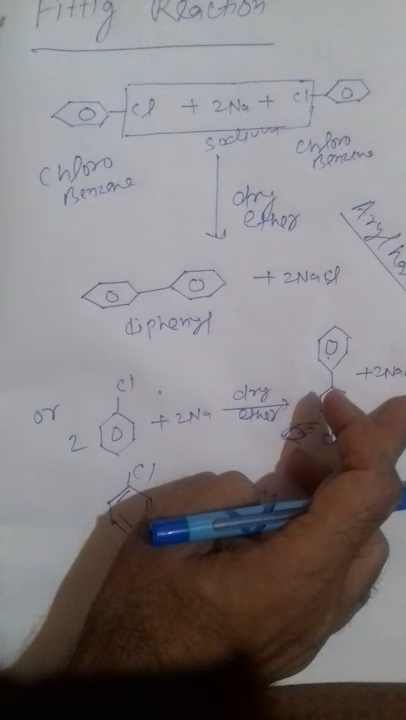 Fittig Reaction
Cl + 2Na + Cl
sodium
Chloro
Benzene
Chloro
Benzene
dry
ether
+ 2NaCl
diphenyl
or 2 Cl + 2Na dry
ether
+ 2Na
Cl